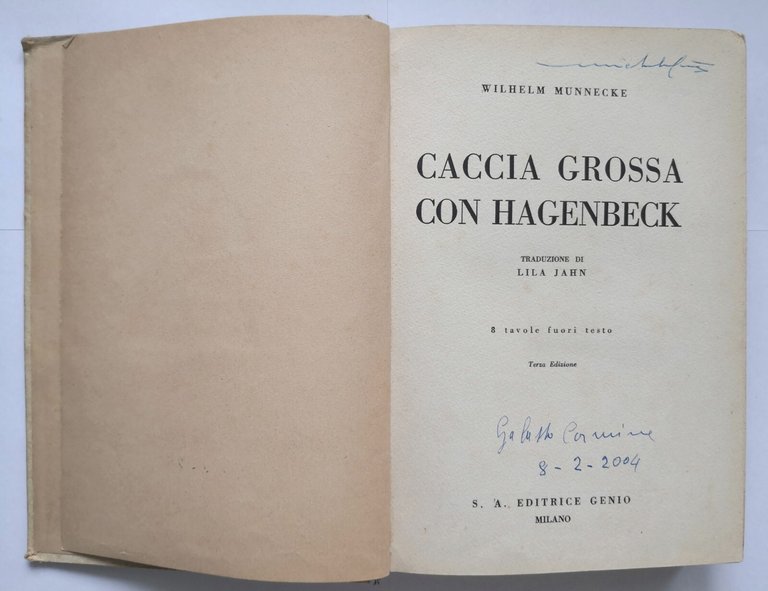 WILHELM MUNNECKE
CACCIA GROSSA
CON HAGENBECK
TRADUZIONE DI
LILA JAHN
8 tavole fuori testo
Terza Edizione
Carmine
8-2-2004
S. A. EDITRICE GENIO
MILANO